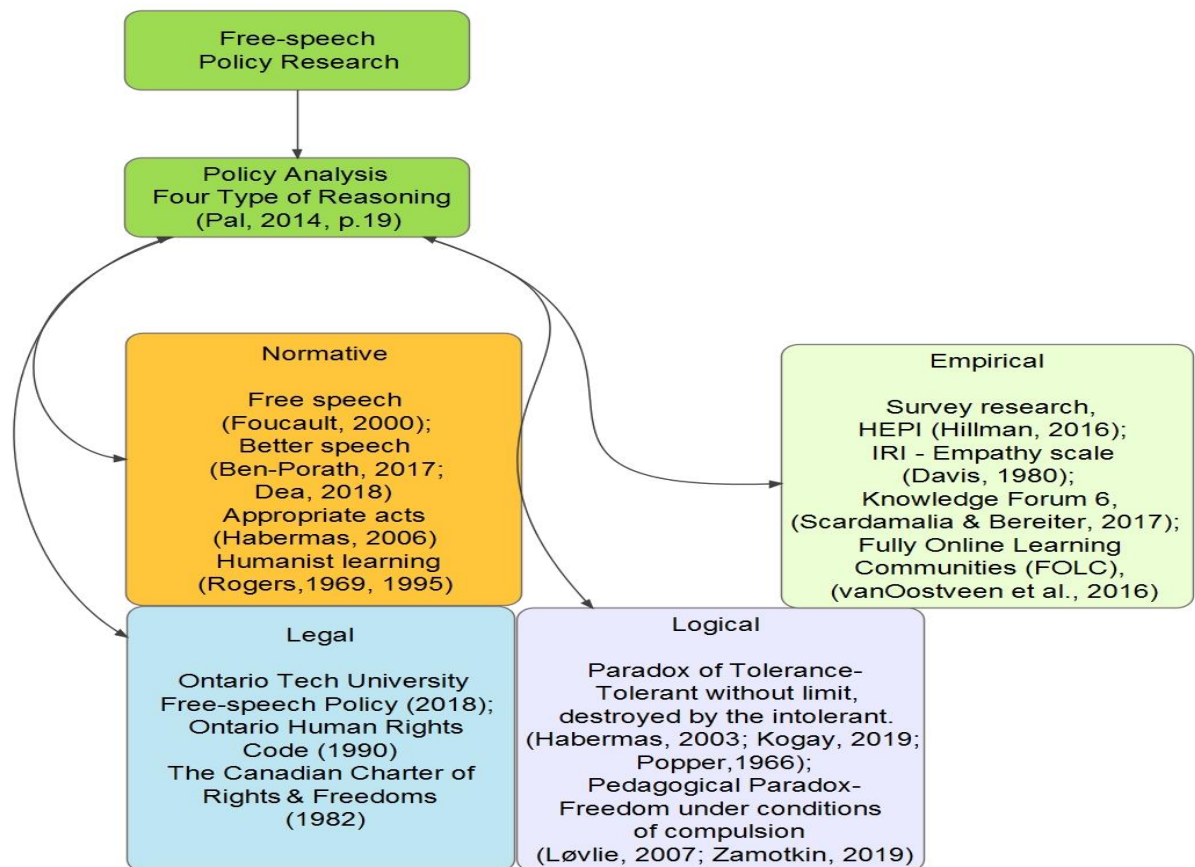 Free-speech
Policy Research
Policy Analysis
Four Type of Reasoning
(Pal, 2014, p.19)
Normative
Free speech
(Foucault, 2000);
Better speech
(Ben-Porath, 2017;
Dea, 2018)
Appropriate acts
(Habermas, 2006)
Humanist learning
(Rogers,1969, 1995)
Empirical
Survey research,
HEPI (Hillman, 2016);
IRI - Empathy scale
(Davis, 1980);
Knowledge Forum 6,
(Scardamalia & Bereiter, 2017);
Fully Online Learning
Communities (FOLC),
(vanOostveen et al., 2016)
Legal
Ontario Tech University
Free-speech Policy (2018);
Ontario Human Rights
Code (1990)
The Canadian Charter of
Rights & Freedoms
(1982)
Logical
Paradox of Tolerance-
Tolerant without limit,
destroyed by the intolerant.
(Habermas, 2003; Kogay, 2019;
Popper,1966);
Pedagogical Paradox-
Freedom under conditions
of compulsion
(Løvlie, 2007; Zamotkin, 2019)